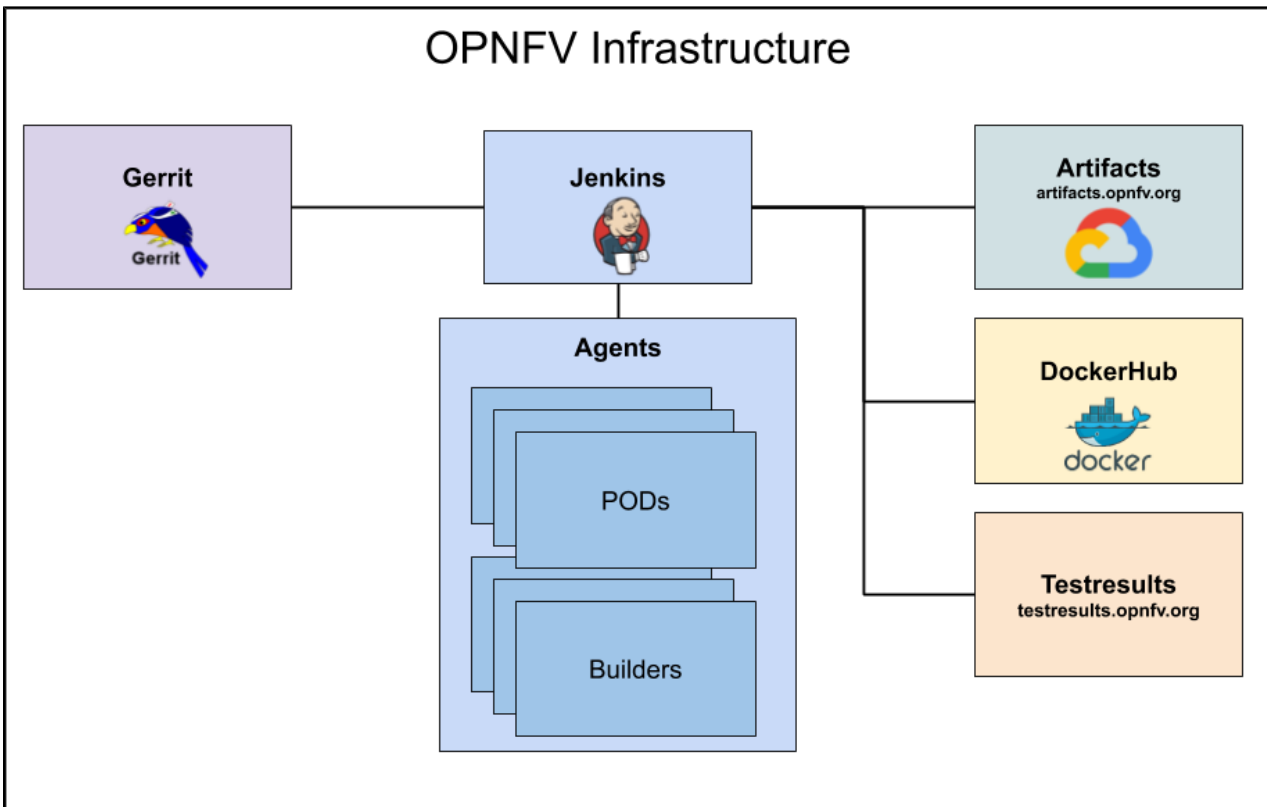 OPNFV Infrastructure
Gerrit
Gerrit
Jenkins
Artifacts
artifacts.opnfv.org
Agents
PODs
Builders
DockerHub
docker
Testresults
testresults.opnfv.org